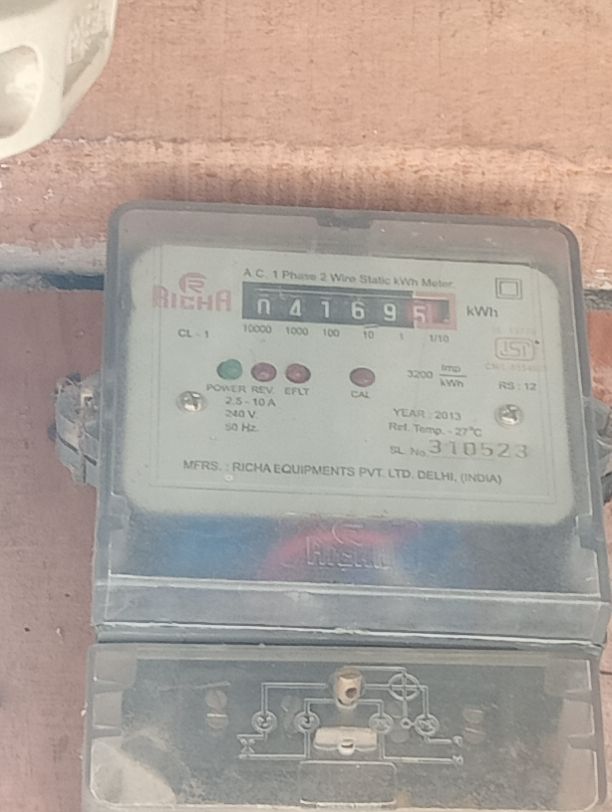 A.C. 1 Phase 2 Wire Static kWh Meter.
RICHA
041695 kWh
CL - 1
10000 1000 100 10 1 1/10
ISI
3200 Imp/kWh
RS : 12
POWER REV. EFLT CAL
2.5 - 10 A
240 V.
50 Hz.
YEAR : 2013
Ref. Temp. - 27°C
SL. No. 310523
MFRS. : RICHA EQUIPMENTS PVT. LTD. DELHI, (INDIA)
RICHA